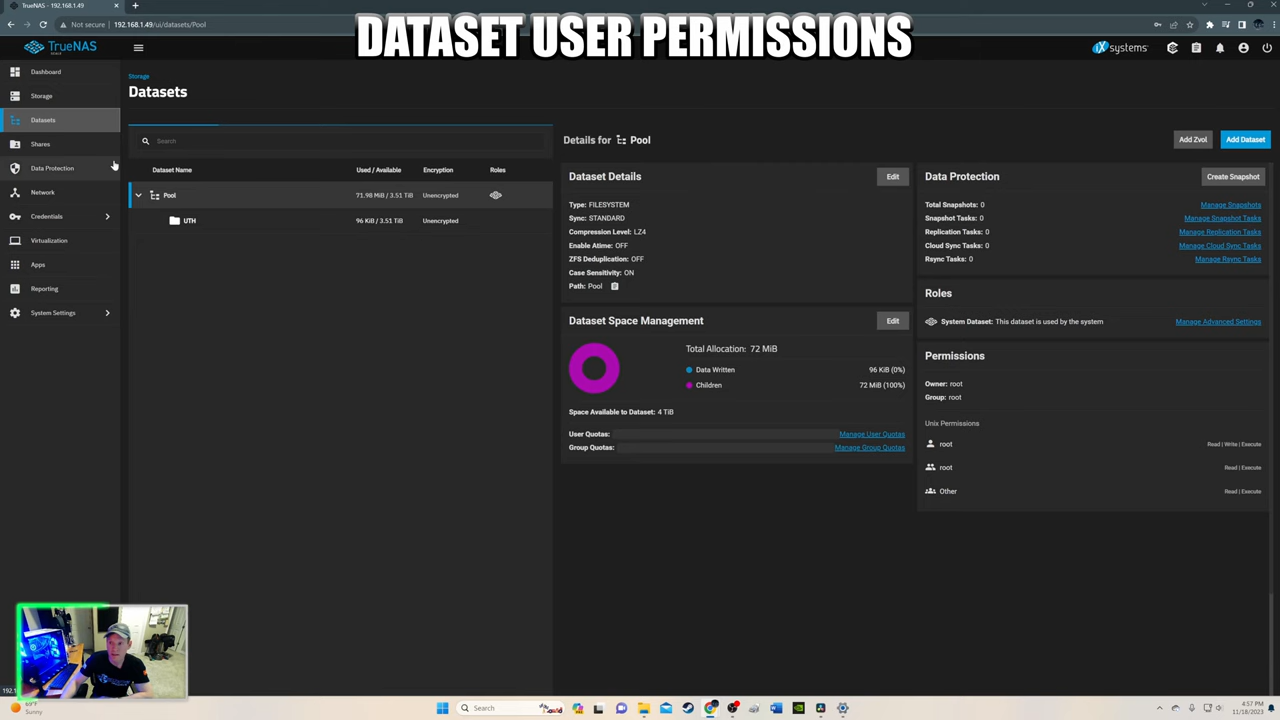 TrueNAS
192.168.1.49/ui/datasets/Pool
Not secure
DATASET USER PERMISSIONS
TrueNAS
SCALE
iXsystems
Dashboard
Storage
Datasets
Shares
Data Protection
Network
Credentials
Virtualization
Apps
Reporting
System Settings
Storage
Datasets
Search
Dataset Name
Used / Available
Encryption
Roles
Pool
71.98 MiB / 3.51 TiB
Unencrypted
UTH
96 KiB / 3.51 TiB
Unencrypted
Details for Pool
Add Zvol
Add Dataset
Dataset Details
Edit
Type: FILESYSTEM
Sync: STANDARD
Compression Level: LZ4
Enable Atime: OFF
ZFS Deduplication: OFF
Case Sensitivity: ON
Path: Pool
Dataset Space Management
Edit
Total Allocation: 72 MiB
Data Written
96 KiB (0%)
Children
72 MiB (100%)
Space Available to Dataset: 4 TiB
User Quotas:
Manage User Quotas
Group Quotas:
Manage Group Quotas
Data Protection
Create Snapshot
Total Snapshots: 0
Manage Snapshots
Snapshot Tasks: 0
Manage Snapshot Tasks
Replication Tasks: 0
Manage Replication Tasks
Cloud Sync Tasks: 0
Manage Cloud Sync Tasks
Rsync Tasks: 0
Manage Rsync Tasks
Roles
System Dataset: This dataset is used by the system
Manage Advanced Settings
Permissions
Owner: root
Group: root
Unix Permissions
root
Read | Write | Execute
root
Read | Execute
Other
Read | Execute
192.1
69°F
Sunny
Search
4:57 PM